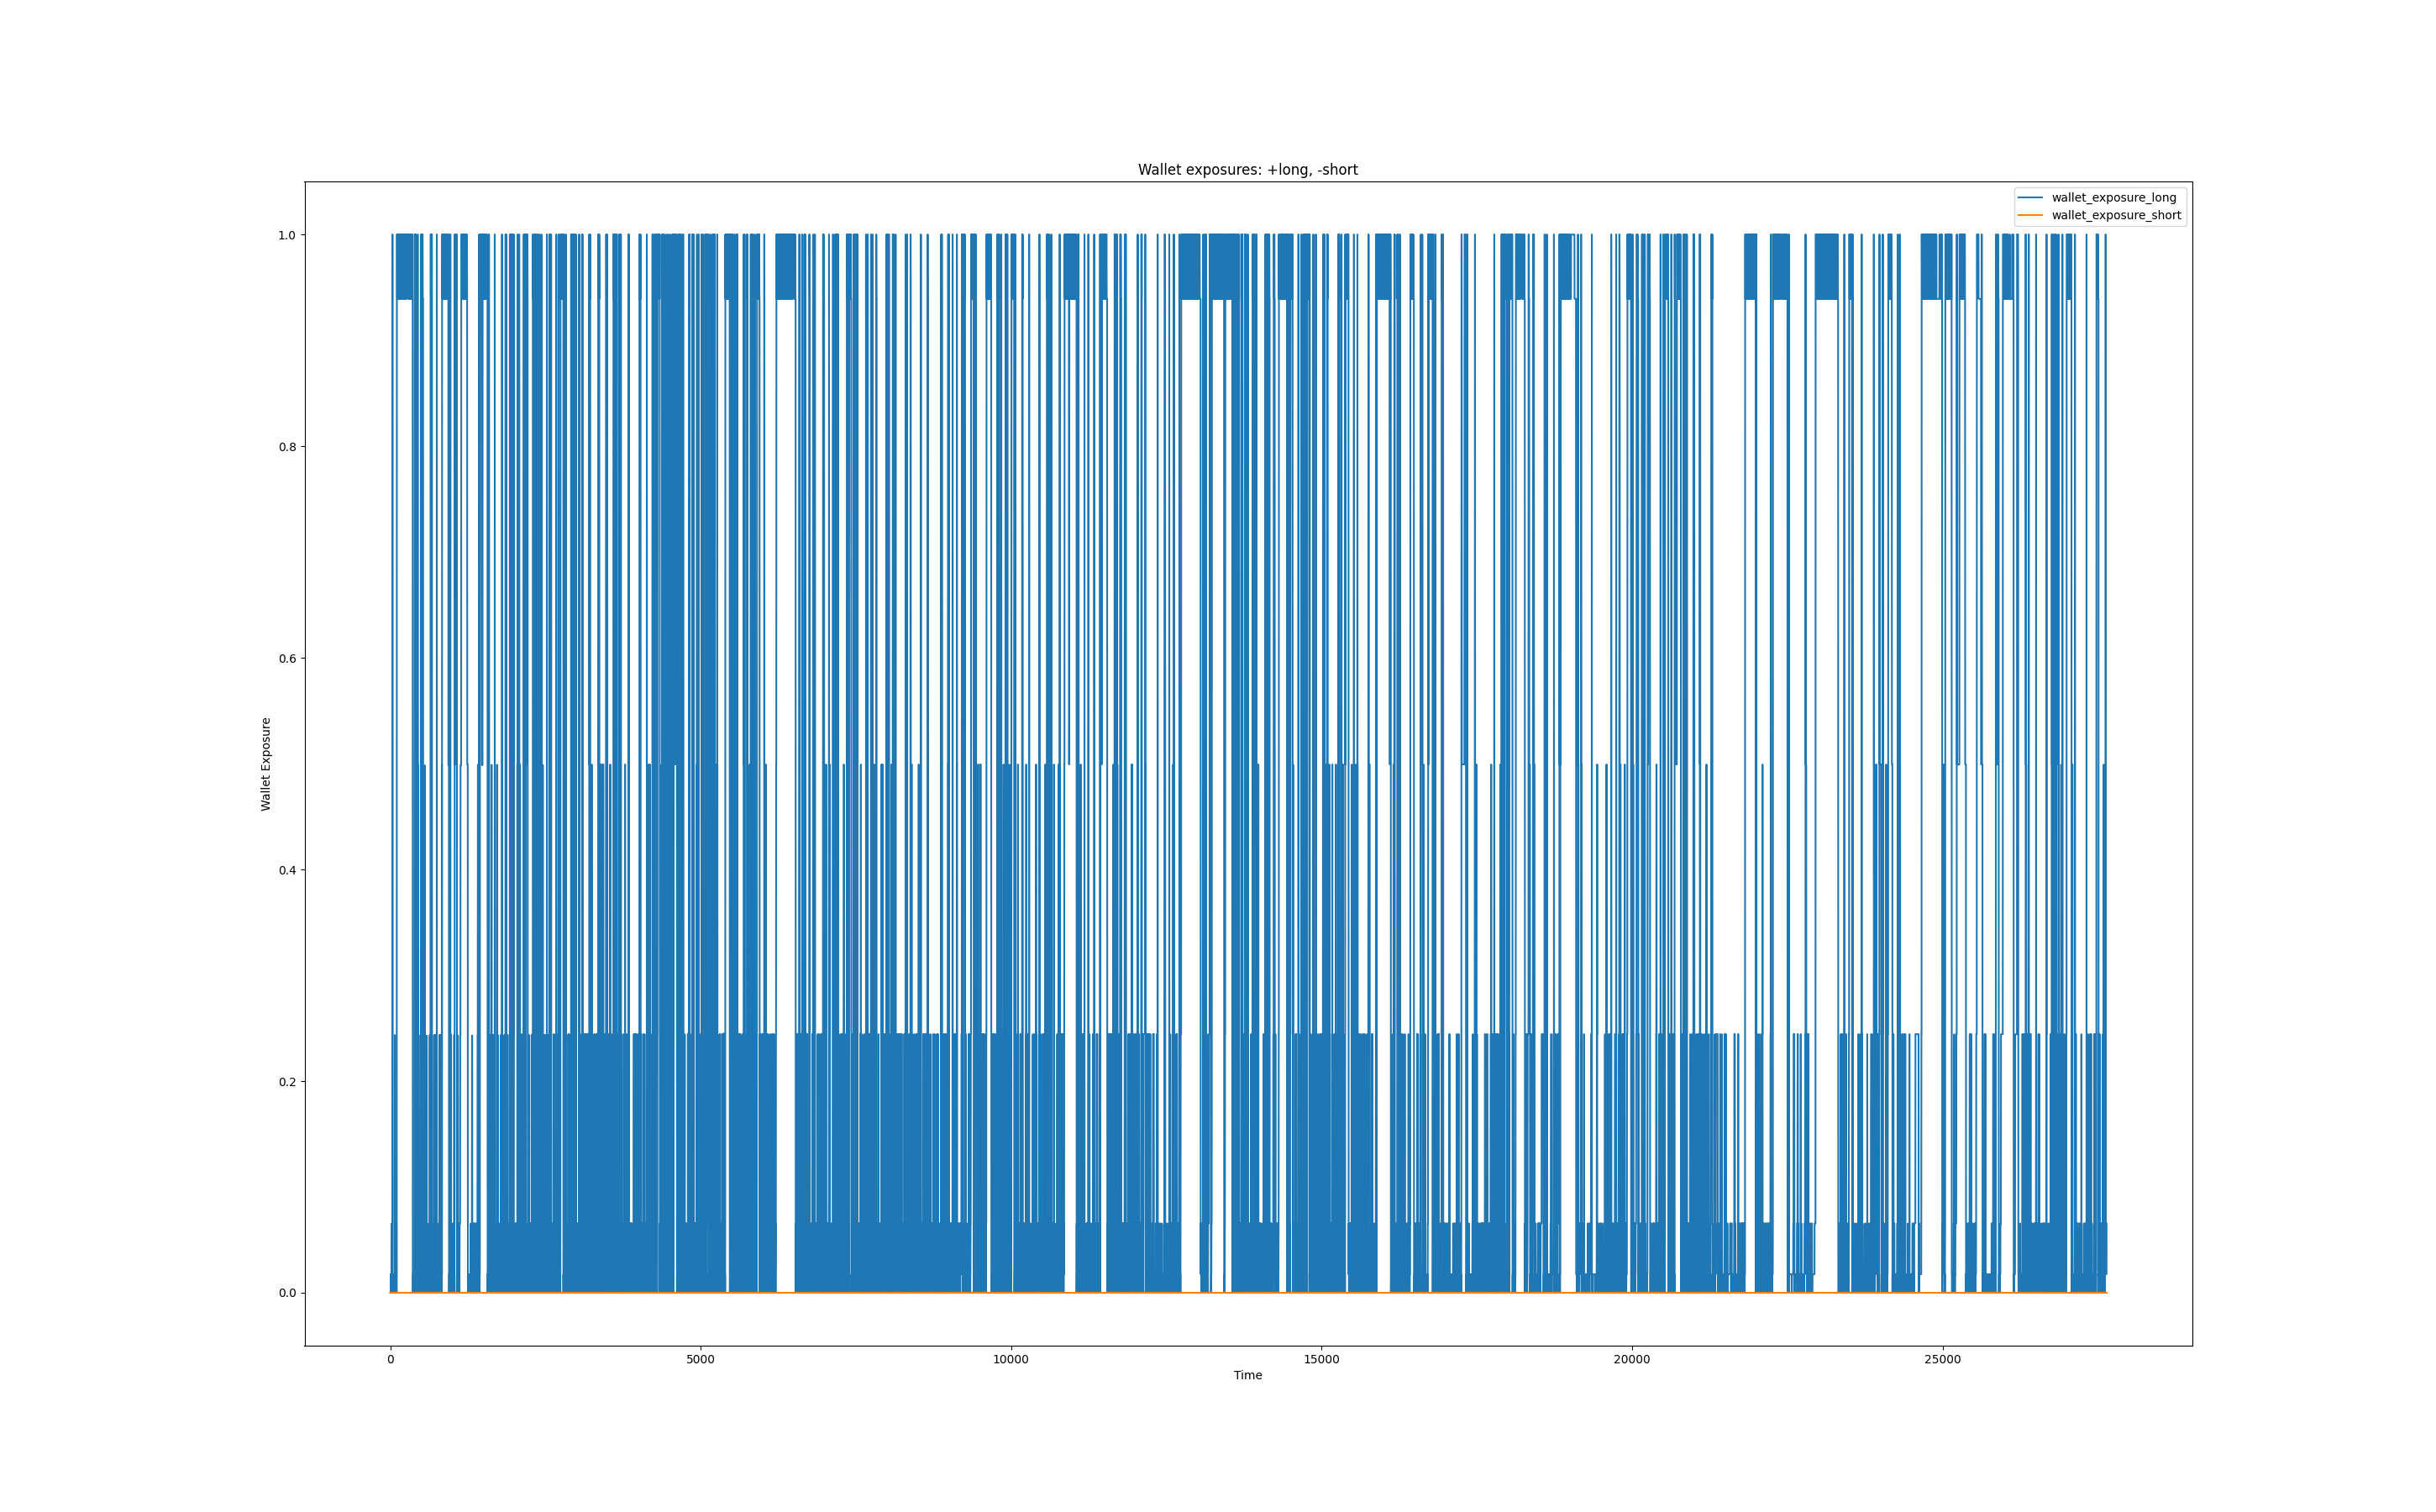 Wallet exposures: +long, -short
wallet_exposure_long
wallet_exposure_short
1.0
0.8
0.6
0.4
0.2
0.0
Wallet Exposure
0 5000 10000 15000 20000 25000
Time